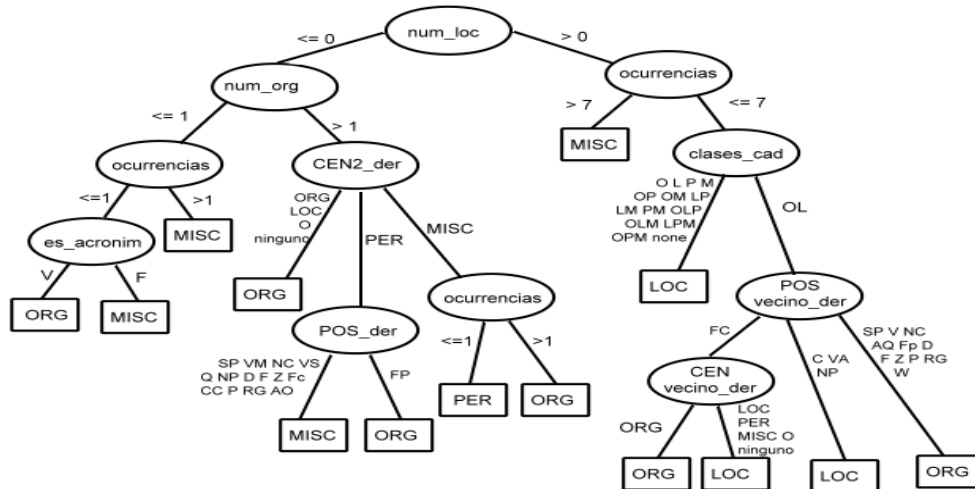 num_loc
<= 0
> 0
num_org
ocurrencias
<= 1
> 1
> 7
<= 7
ocurrencias
CEN2_der
MISC
clases_cad
<=1
>1
ORG
LOC
O
ninguno
PER
MISC
O L P M
OP OM LP
LM PM OLP
OLM LPM
OPM none
OL
es_acronim
MISC
V
F
ORG
MISC
ORG
ocurrencias
LOC
POS
vecino_der
POS_der
<=1
>1
FC
C VA
NP
SP V NC
AQ Fp D
F Z P RG
W
SP VM NC VS
Q NP D F Z Fc
CC P RG AO
FP
PER
ORG
CEN
vecino_der
MISC
ORG
ORG
LOC
PER
MISC O
ninguno
ORG
LOC
LOC
ORG